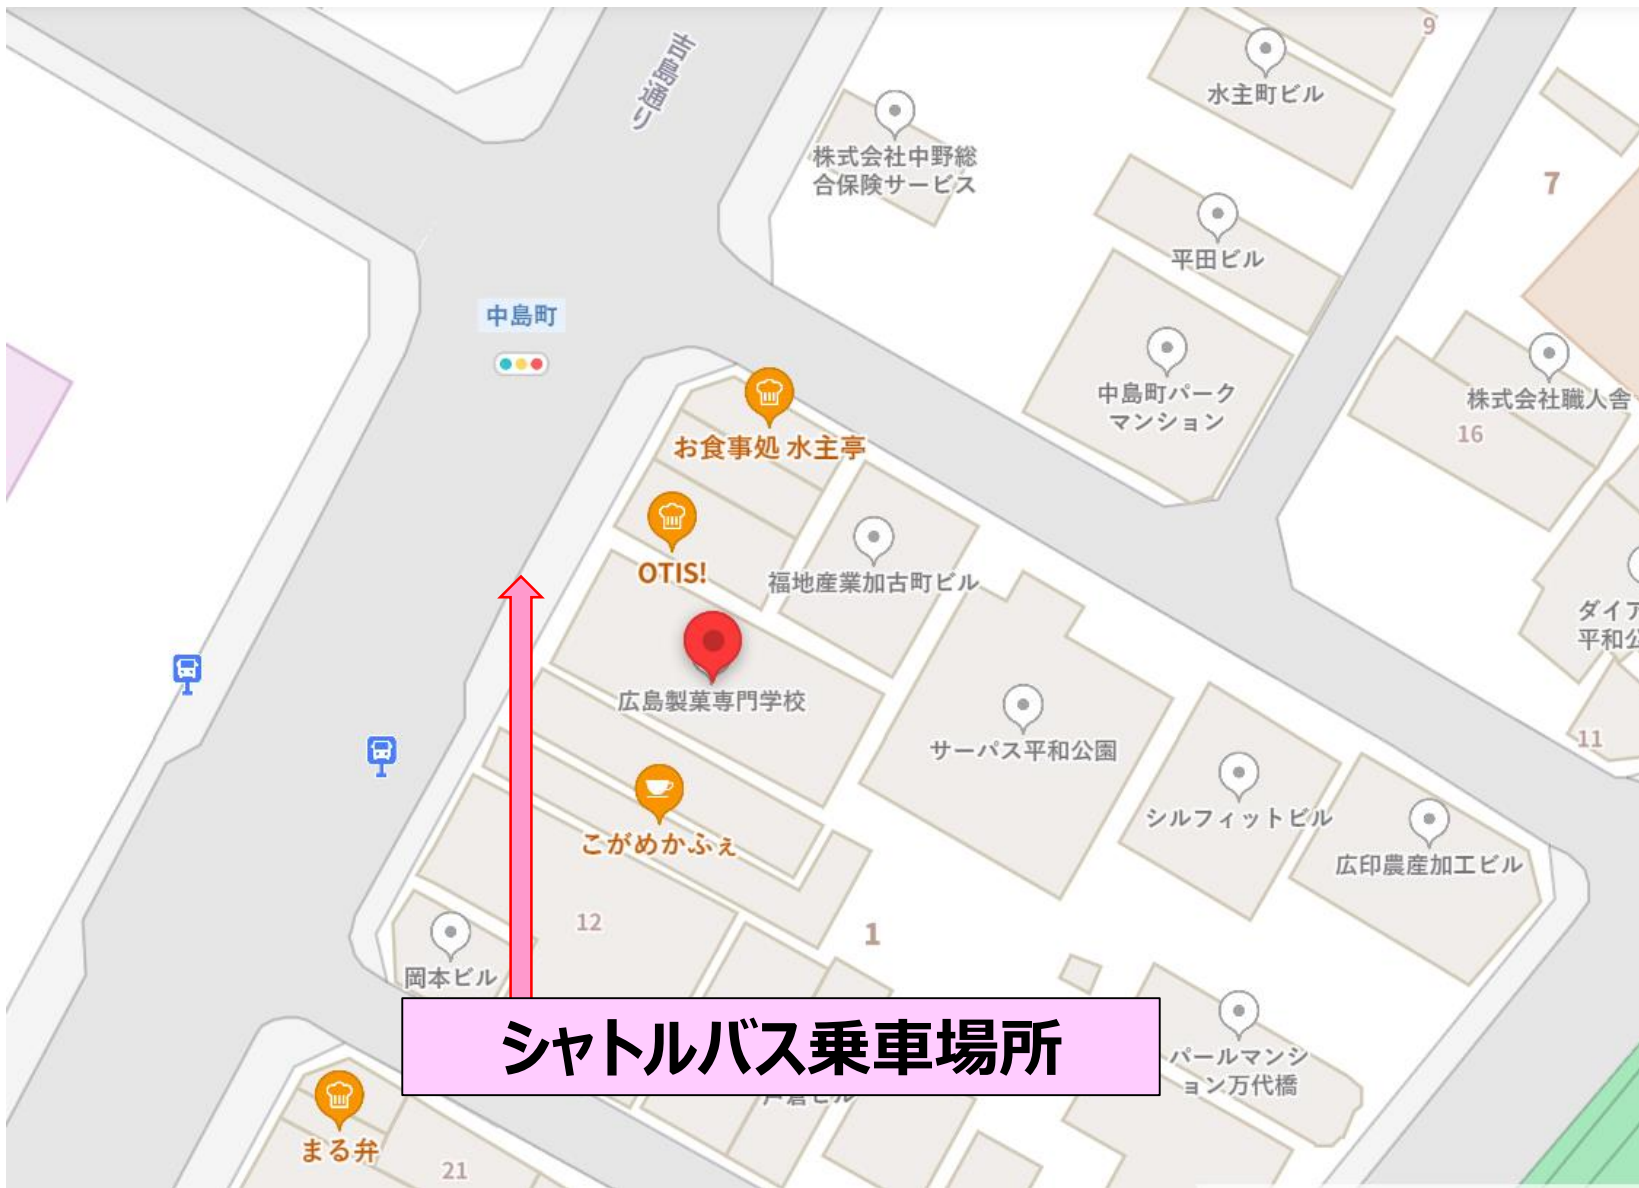 吉島通り
9
水主町ビル
株式会社中野総
合保険サービス
7
平田ビル
中島町
中島町パーク
マンション
株式会社職人舎
16
お食事処 水主亭
OTIS!
福地産業加古町ビル
ダイア
平和公
広島製菓専門学校
サーパス平和公園
11
シルフィットビル
こがめかふぇ
広印農産加工ビル
12
1
岡本ビル
シャトルバス乗車場所
パールマンシ
ョン万代橋
まる弁
21